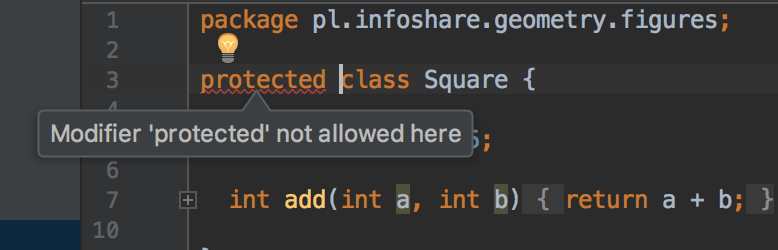 1 package pl.infoshare.geometry.figures;
2
3 protected class Square {
Modifier 'protected' not allowed here
;
6
7 int add(int a, int b) { return a + b; }
10